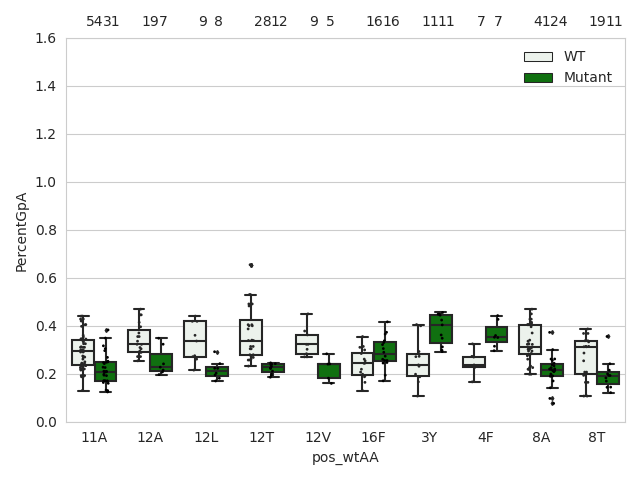 5431 197 9 8 2812 9 5 1616 1111 7 7 4124 1911
1.6
1.4
1.2
1.0
0.8
0.6
0.4
0.2
0.0
PercentGpA
WT
Mutant
11A 12A 12L 12T 12V 16F 3Y 4F 8A 8T
pos_wtAA